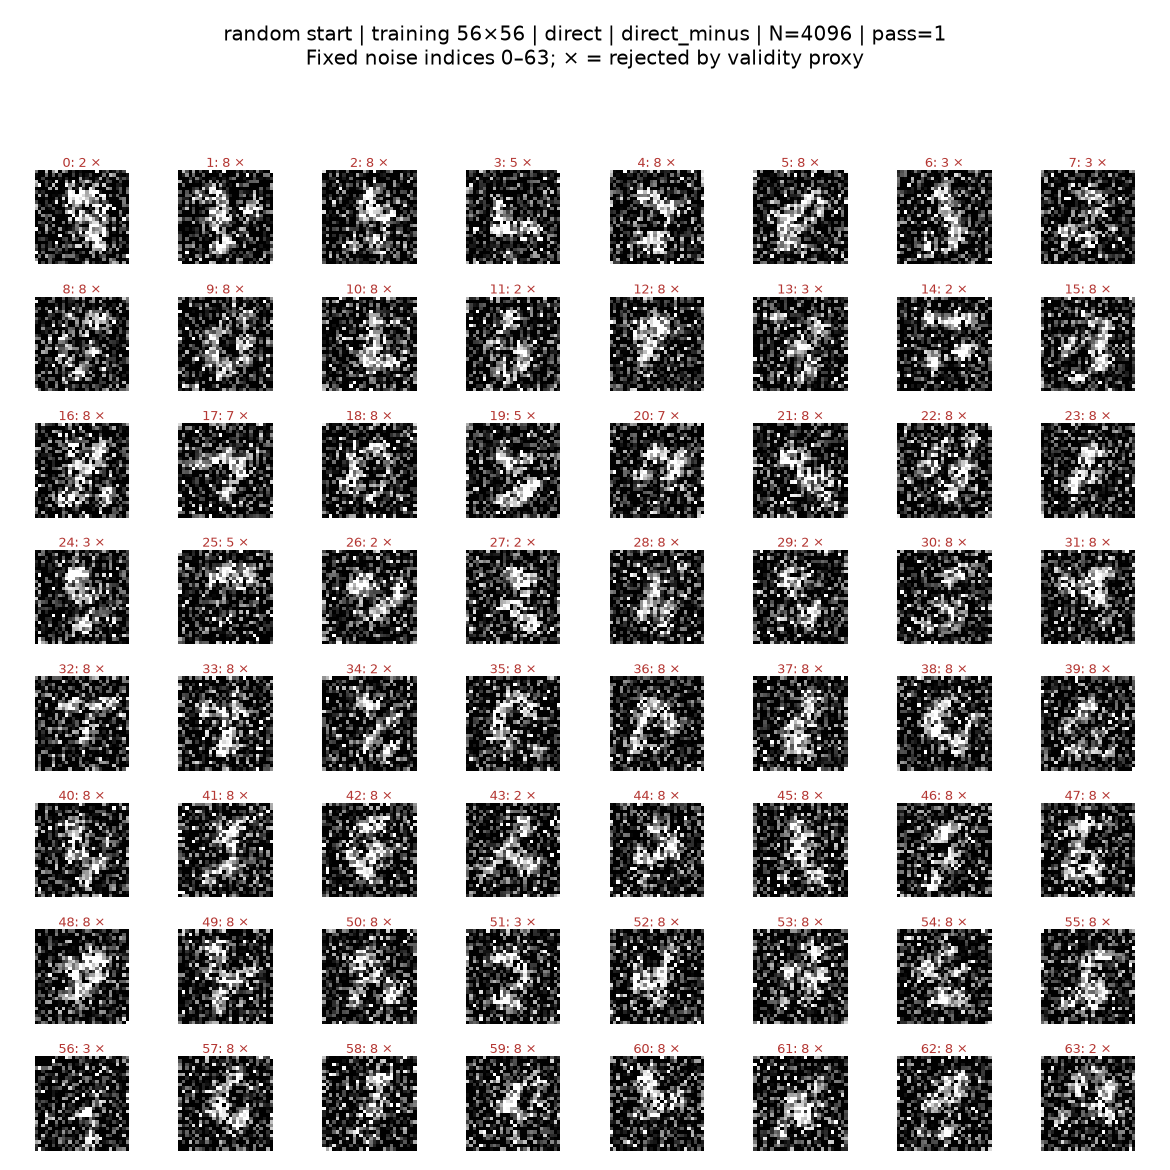 random start | training 56×56 | direct | direct_minus | N=4096 | pass=1
Fixed noise indices 0–63; × = rejected by validity proxy
0: 2 × 1: 8 × 2: 8 × 3: 5 × 4: 8 × 5: 8 × 6: 3 × 7: 3 ×
8: 8 × 9: 8 × 10: 8 × 11: 2 × 12: 8 × 13: 3 × 14: 2 × 15: 8 ×
16: 8 × 17: 7 × 18: 8 × 19: 5 × 20: 7 × 21: 8 × 22: 8 × 23: 8 ×
24: 3 × 25: 5 × 26: 2 × 27: 2 × 28: 8 × 29: 2 × 30: 8 × 31: 8 ×
32: 8 × 33: 8 × 34: 2 × 35: 8 × 36: 8 × 37: 8 × 38: 8 × 39: 8 ×
40: 8 × 41: 8 × 42: 8 × 43: 2 × 44: 8 × 45: 8 × 46: 8 × 47: 8 ×
48: 8 × 49: 8 × 50: 8 × 51: 3 × 52: 8 × 53: 8 × 54: 8 × 55: 8 ×
56: 3 × 57: 8 × 58: 8 × 59: 8 × 60: 8 × 61: 8 × 62: 8 × 63: 2 ×